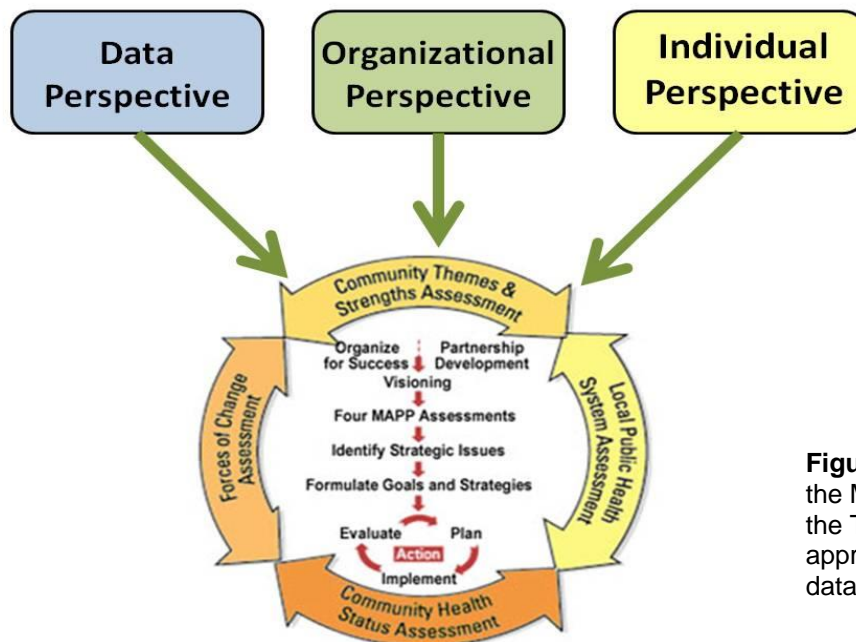 Data
Perspective
Organizational
Perspective
Individual
Perspective
Community Themes &
Strengths Assessment
Organize
for Success
Partnership
Development
Visioning
Four MAPP Assessments
Identify Strategic Issues
Formulate Goals and Strategies
Evaluate
Plan
Action
Implement
Forces of Change
Assessment
Local Public Health
System Assessment
Community Health
Status Assessment
Figu
the M
the T
appr
data